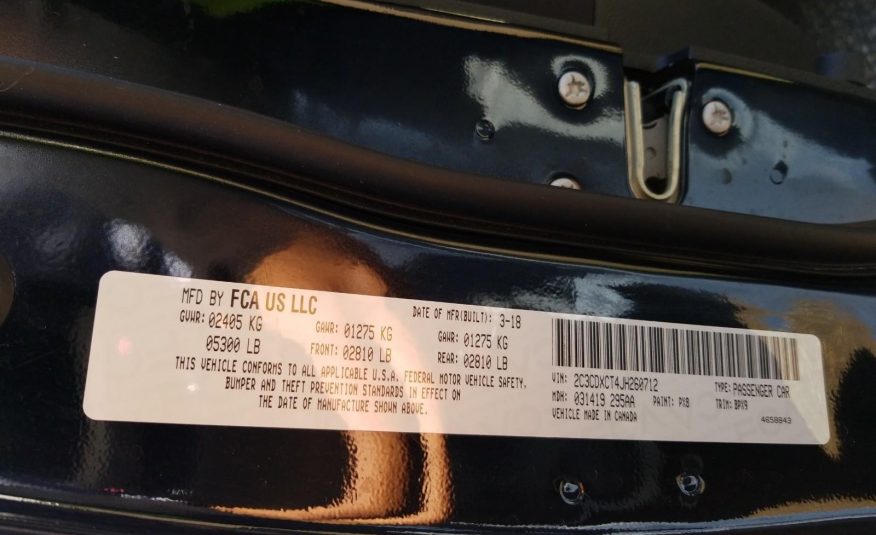 MFD BY FCA US LLC
DATE OF MFR(BUILT): 3-18
GVWR: 02405 KG
GAWR: 01275 KG
GAWR: 01275 KG
05300 LB
FRONT: 02810 LB
REAR: 02810 LB
THIS VEHICLE CONFORMS TO ALL APPLICABLE U.S.A. FEDERAL MOTOR VEHICLE SAFETY,
BUMPER AND THEFT PREVENTION STANDARDS IN EFFECT ON
THE DATE OF MANUFACTURE SHOWN ABOVE.
VIN: 2C3CDXCT4JH260712
TYPE: PASSENGER CAR
MDH: 031419 295AA
PAINT: PX8
TRIM: BPX9
VEHICLE MADE IN CANADA
4658843